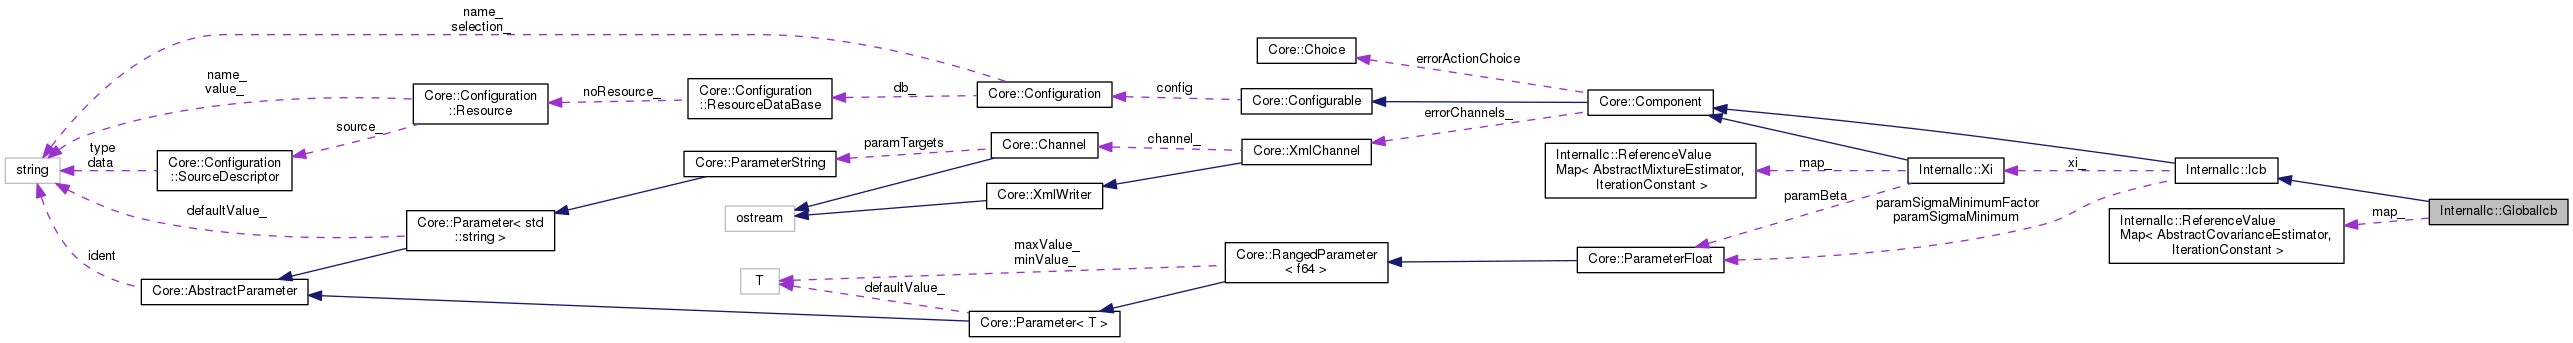 name_
selection_
Core::Choice
errorActionChoice
name_
value_
Core::Configuration
::Resource
noResource_
Core::Configuration
::ResourceDataBase
db_
Core::Configuration
config
Core::Configurable
Core::Component
errorChannels_
source_
type
data
string
Core::Configuration
::SourceDescriptor
Core::ParameterString
paramTargets
Core::Channel
channel_
Core::XmlChannel
InternalIc::ReferenceValue
Map< AbstractMixtureEstimator,
IterationConstant >
map_
InternalIc::Xi
xi_
InternalIc::Icb
Core::XmlWriter
ostream
paramBeta
paramSigmaMinimumFactor
paramSigmaMinimum
InternalIc::ReferenceValue
Map< AbstractCovarianceEstimator,
IterationConstant >
map_
InternalIc::GlobalIcb
defaultValue_
Core::Parameter< std
::string >
ident
Core::AbstractParameter
maxValue_
minValue_
T
defaultValue_
Core::RangedParameter
< f64 >
Core::ParameterFloat
Core::Parameter< T >